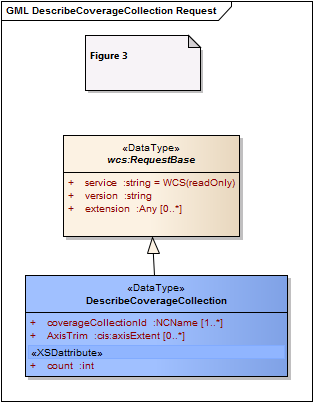 GML DescribeCoverageCollection Request
Figure 3
«DataType»
wcs:RequestBase
+ service :string = WCS(readOnly)
+ version :string
+ extension :Any [0..*]
«DataType»
DescribeCoverageCollection
+ coverageCollectionId :NCName [1..*]
+ AxisTrim :cis:axisExtent [0..*]
«XSDattribute»
+ count :int